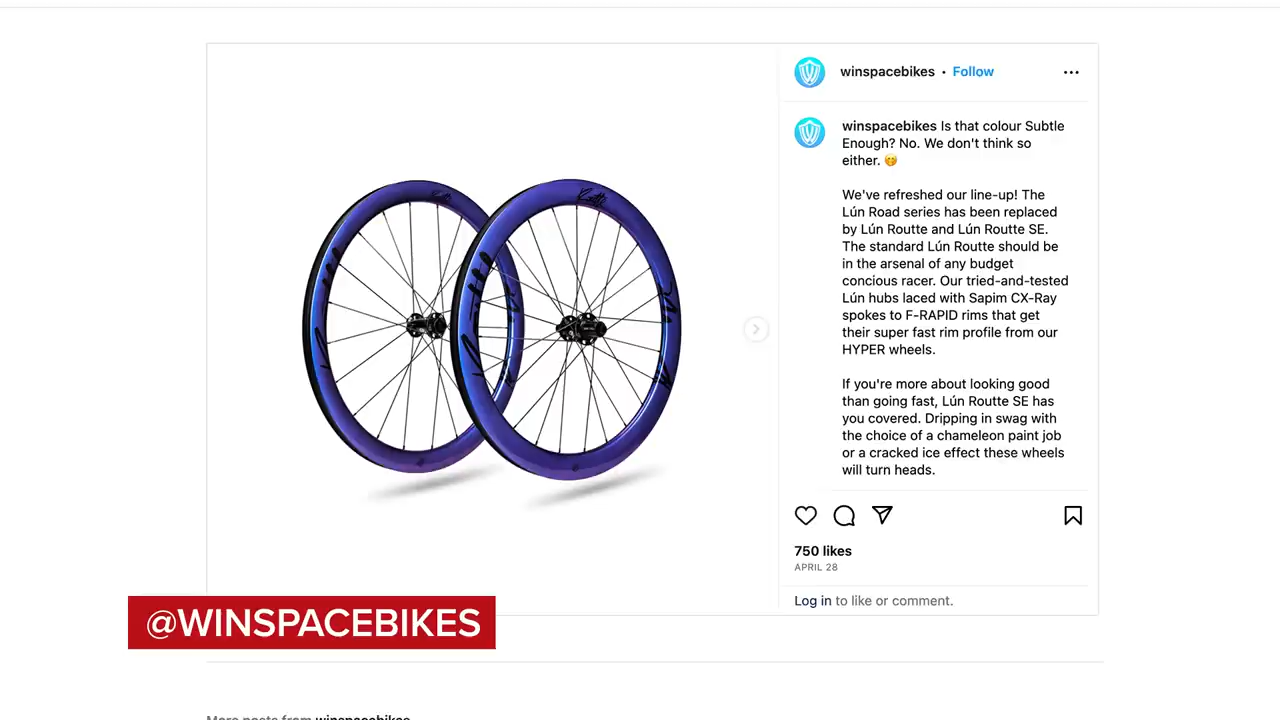 winspacebikes • Follow
winspacebikes Is that colour Subtle
Enough? No. We don't think so
either. 🤭
We've refreshed our line-up! The
Lún Road series has been replaced
by Lún Routte and Lún Routte SE.
The standard Lún Routte should be
in the arsenal of any budget
concious racer. Our tried-and-tested
Lún hubs laced with Sapim CX-Ray
spokes to F-RAPID rims that get
their super fast rim profile from our
HYPER wheels.
If you're more about looking good
than going fast, Lún Routte SE has
you covered. Dripping in swag with
the choice of a chameleon paint job
or a cracked ice effect these wheels
will turn heads.
750 likes
APRIL 28
Log in to like or comment.
@WINSPACEBIKES
More posts from winspacebikes